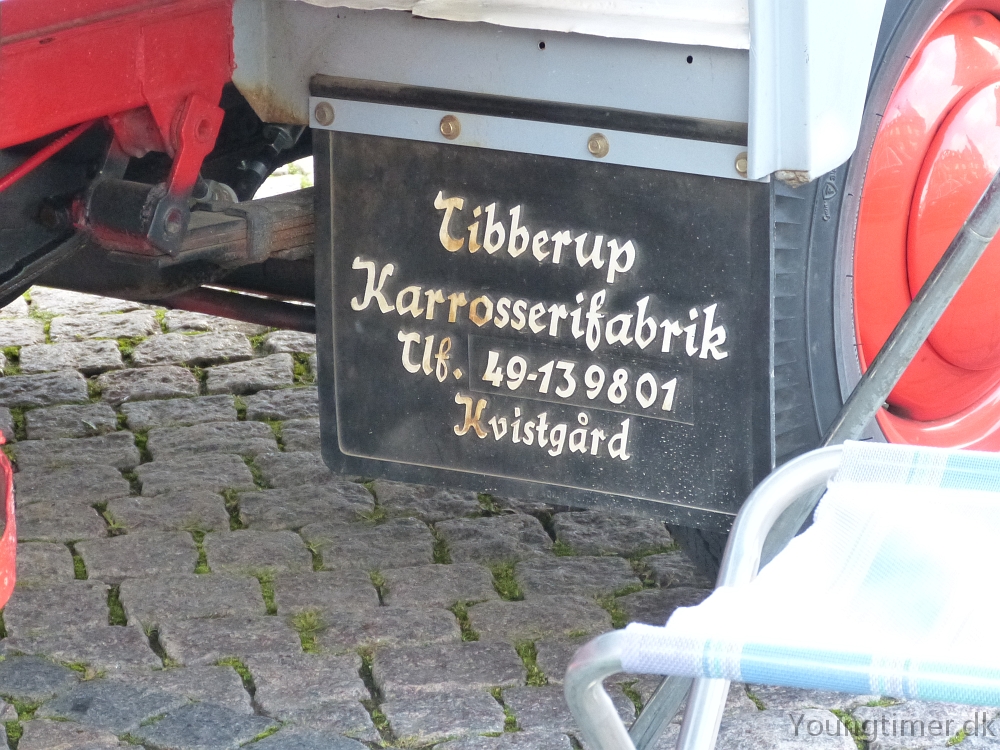 Tibberup
Karrosserifabrik
Tlf. 49-139801
Kvistgård
Youngtimer.dk